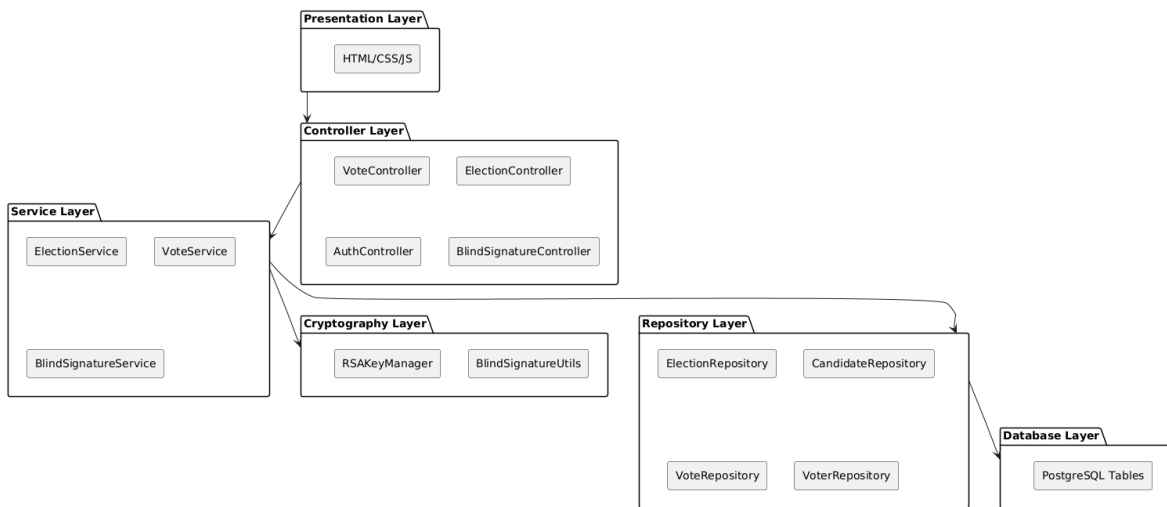 Presentation Layer
HTML/CSS/JS
Controller Layer
VoteController
ElectionController
AuthController
BlindSignatureController
Service Layer
ElectionService
VoteService
BlindSignatureService
Cryptography Layer
RSAKeyManager
BlindSignatureUtils
Repository Layer
ElectionRepository
CandidateRepository
VoteRepository
VoterRepository
Database Layer
PostgreSQL Tables